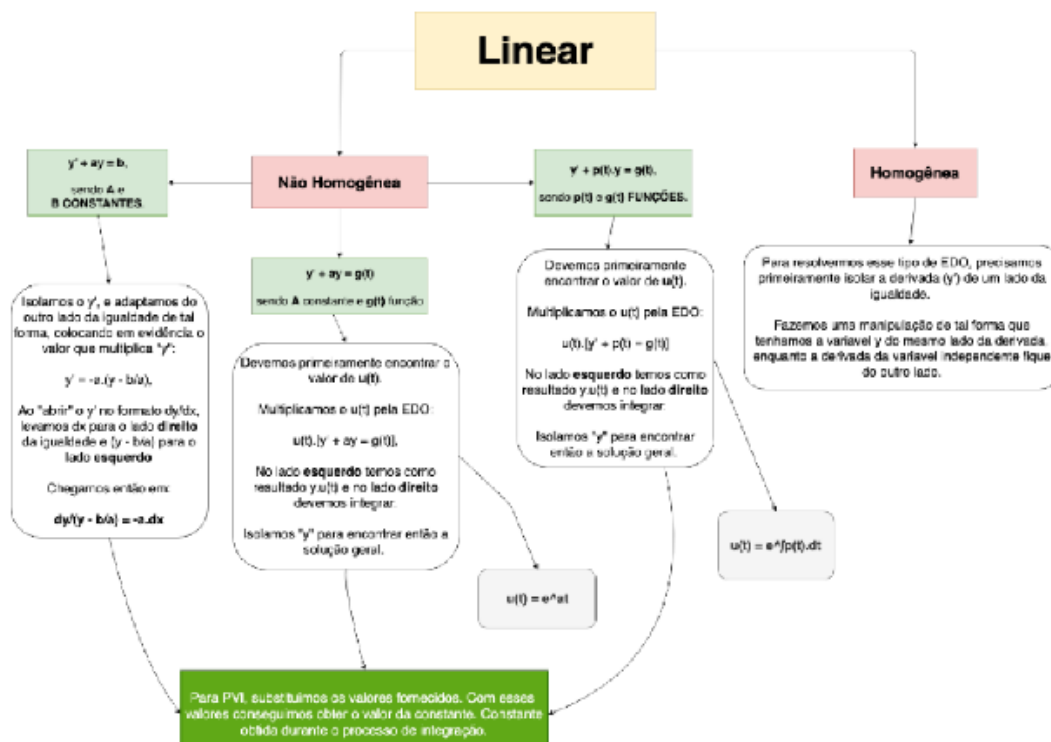 Linear
y' + ay = b,
sendo A e
B CONSTANTES.
Não Homogênea
y' + p(t).y = g(t),
sendo p(t) e g(t) FUNÇÕES.
Homogênea
y' + ay = g(t)
sendo A constante e g(t) função
Isolamos o y', e adaptamos do
outro lado da igualdade de tal
forma, colocando em evidência o
valor que multiplica "y":
y' = -a.(y - b/a),
Ao "abrir" o y' no formato dy/dx,
levamos dx para o lado direito
da igualdade e (y - b/a) para o
lado esquerdo
Chegamos então em:
dy/(y - b/a) = -a.dx
Devemos primeiramente encontrar o
valor de u(t).
Multiplicamos o u(t) pela EDO:
u(t).[y' + ay = g(t)],
No lado esquerdo temos como
resultado y.u(t) e no lado direito
devemos integrar.
Isolamos "y" para encontrar então a
solução geral.
u(t) = e^at
Devemos primeiramente
encontrar o valor de u(t).
Multiplicamos o u(t) pela EDO:
u(t).[y' + p(t) = g(t)]
No lado esquerdo temos como
resultado y.u(t) e no lado direito
devemos integrar.
Isolamos "y" para encontrar
então a solução geral.
u(t) = e^∫p(t).dt
Para resolvermos esse tipo de EDO, precisamos
primeiramente isolar a derivada (y') de um lado da
igualdade.
Fazemos uma manipulação de tal forma que
tenhamos a variavel y do mesmo lado da derivada,
enquanto a derivada da variavel independente fique
do outro lado.
Para PVI, substituimos os valores fornecidos. Com esses
valores conseguimos obter o valor da constante. Constante
obtida durante o processo de integração.